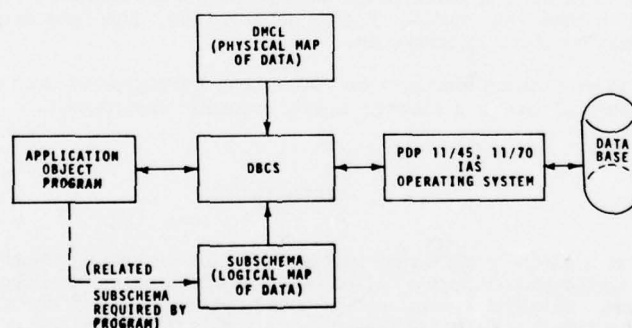 DMCL
(PHYSICAL MAP
OF DATA)
APPLICATION
OBJECT
PROGRAM
DBCS
PDP 11/45, 11/70
IAS
OPERATING SYSTEM
DATA
BASE
SUBSCHEMA
(LOGICAL MAP
OF DATA)
(RELATED
SUBSCHEMA
REQUIRED BY
PROGRAM)